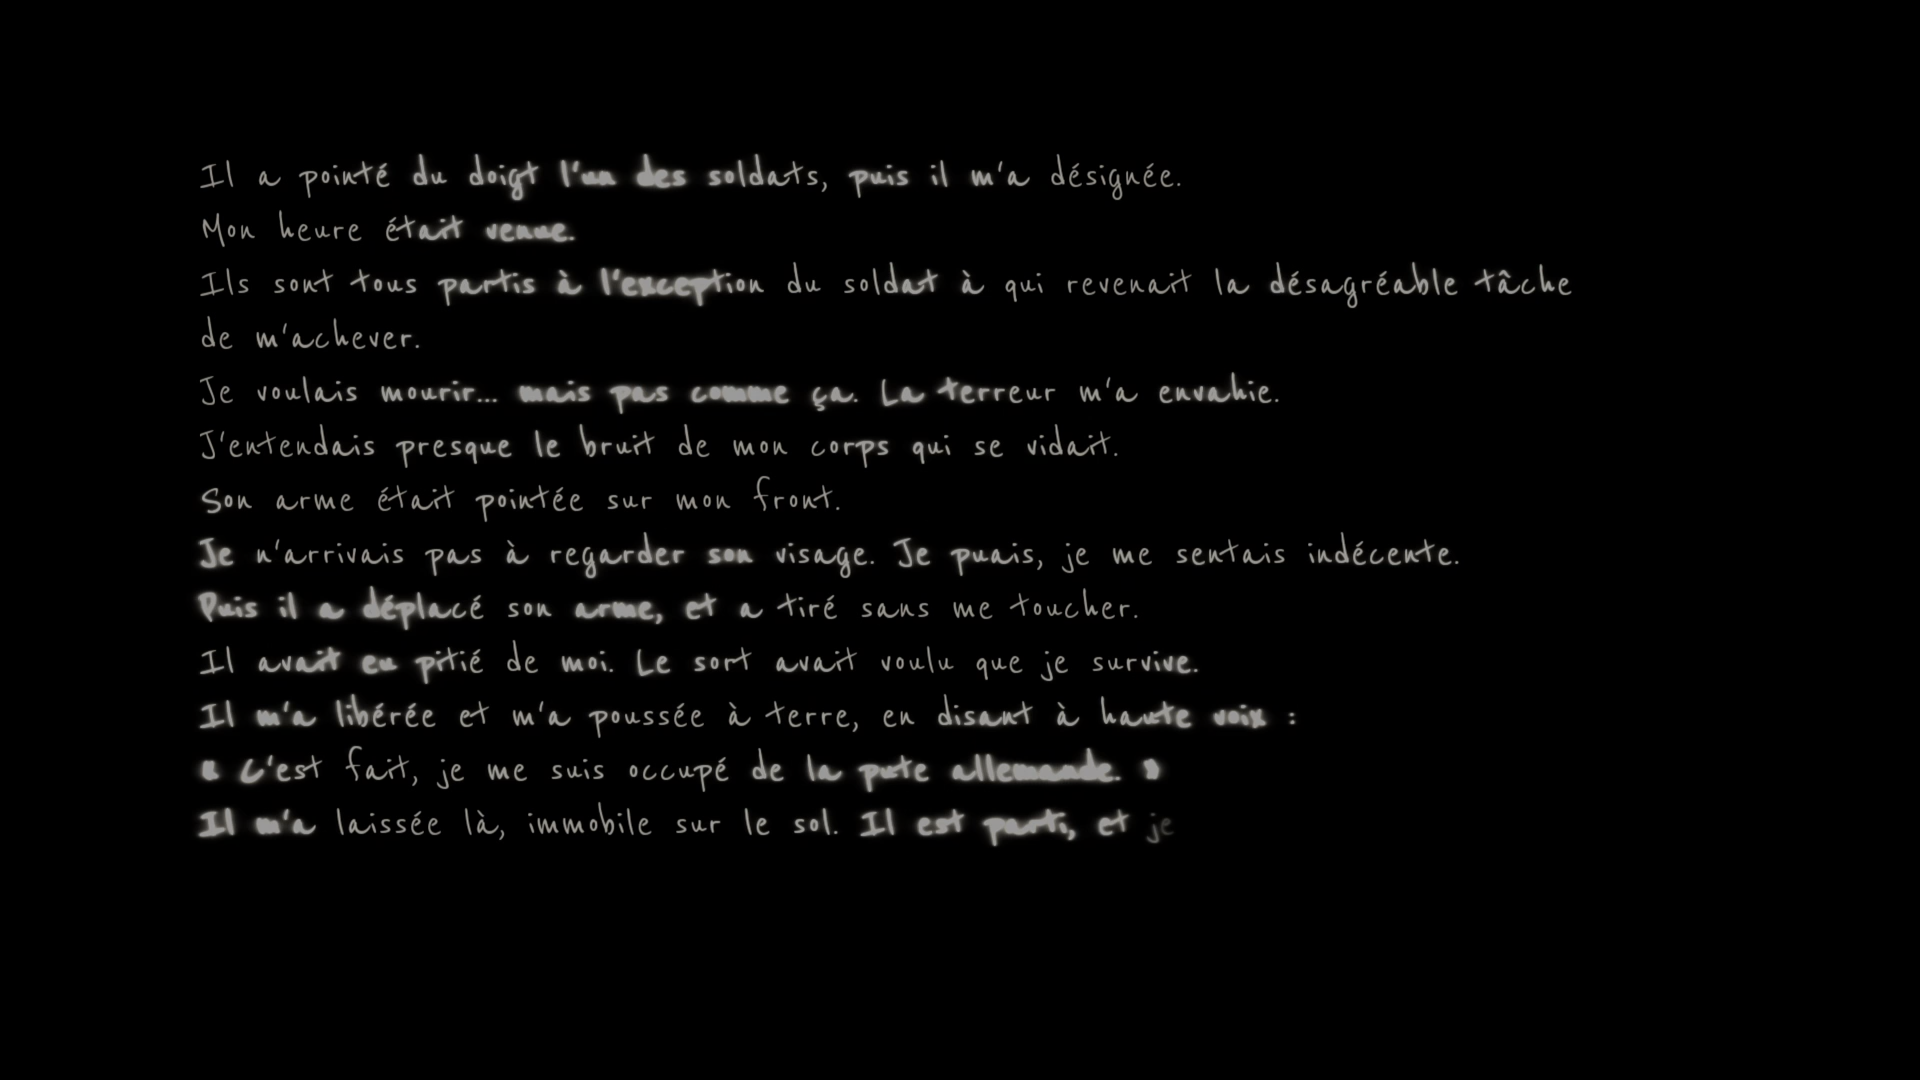 Il a pointé du doigt l'un des soldats, puis il m'a désignée.
Mon heure était venue.
Ils sont tous partis à l'exception du soldat à qui revenait la désagréable tâche
de m'achever.
Je voulais mourir... mais pas comme ça. La terreur m'a envahie.
J'entendais presque le bruit de mon corps qui se vidait.
Son arme était pointée sur mon front.
Je n'arrivais pas à regarder son visage. Je puais, je me sentais indécente.
Puis il a déplacé son arme, et a tiré sans me toucher.
Il avait eu pitié de moi. Le sort avait voulu que je survive.
Il m'a libérée et m'a poussée à terre, en disant à haute voix :
« C'est fait, je me suis occupé de la pute allemande. »
Il m'a laissée là, immobile sur le sol. Il est parti, et je